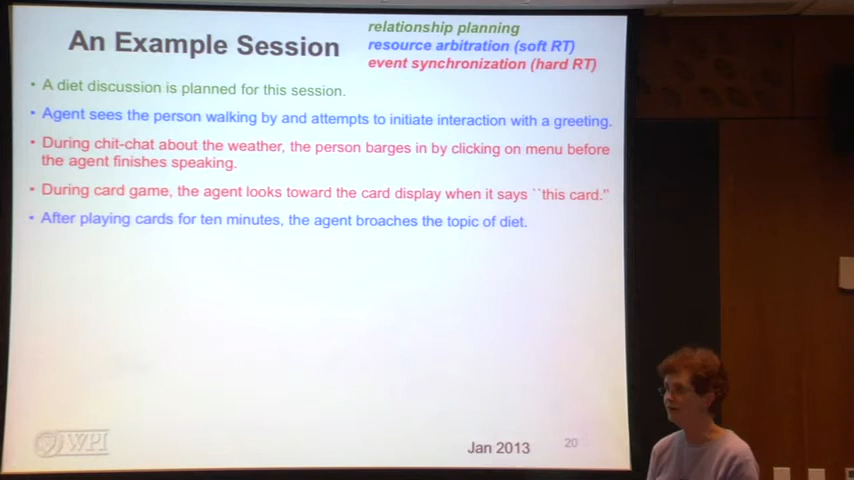 An Example Session
relationship planning
resource arbitration (soft RT)
event synchronization (hard RT)
• A diet discussion is planned for this session.
• Agent sees the person walking by and attempts to initiate interaction with a greeting.
• During chit-chat about the weather, the person barges in by clicking on menu before
the agent finishes speaking.
• During card game, the agent looks toward the card display when it says ``this card."
• After playing cards for ten minutes, the agent broaches the topic of diet.
WPI
Jan 2013
20